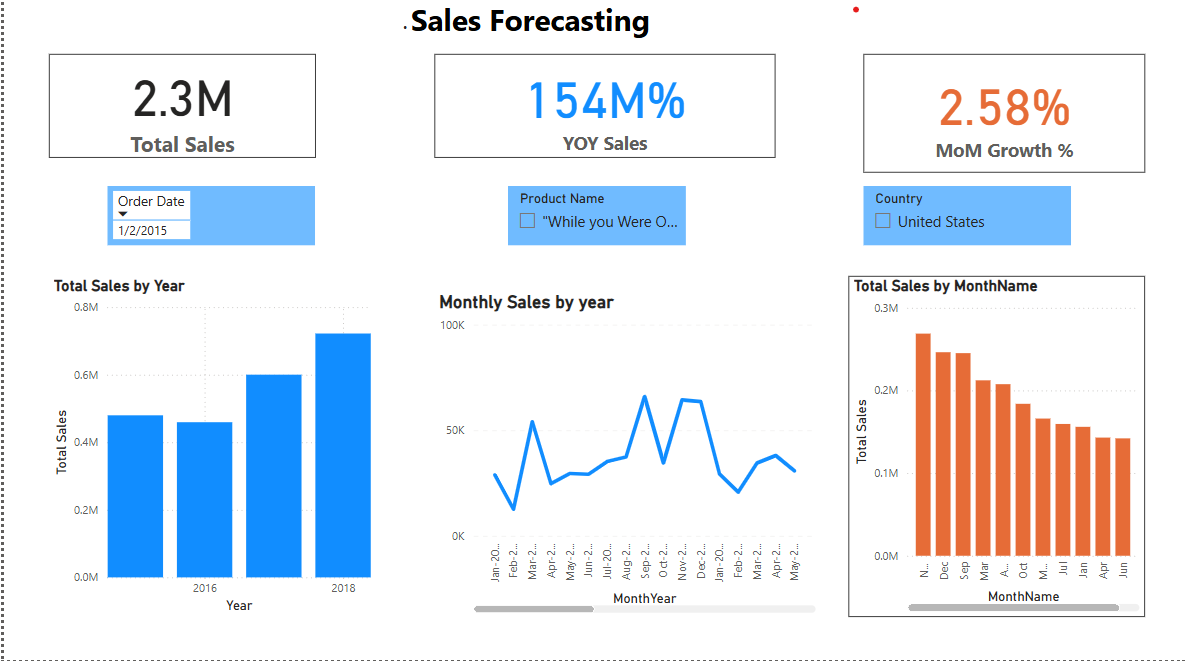 Sales Forecasting
2.3M
Total Sales
154M%
YOY Sales
2.58%
MoM Growth %
Order Date
1/2/2015
Product Name
"While you Were O...
Country
United States
Total Sales by Year
0.8M
0.6M
0.4M
0.2M
0.0M
Total Sales
2016
2018
Year
Monthly Sales by year
100K
50K
0K
Jan-20...
Feb-2...
Mar-2...
Apr-2...
May-2...
Jun-2...
Jul-20...
Aug-2...
Sep-2...
Oct-2...
Nov-2...
Dec-2...
Jan-20...
Feb-2...
Mar-2...
Apr-2...
May-2...
MonthYear
Total Sales by MonthName
0.3M
0.2M
0.1M
0.0M
Total Sales
N...
Dec
Sep
Mar
A...
Oct
M...
Jul
Jan
Apr
Jun
MonthName